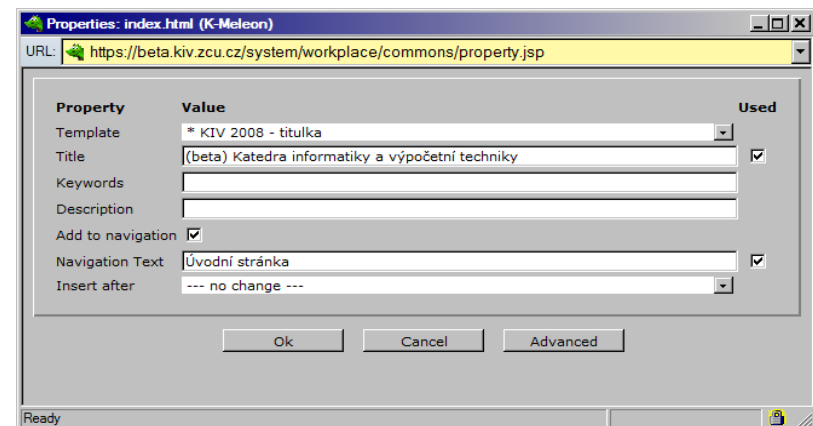 Properties: index.html (K-Meleon)
URL: https://beta.kiv.zcu.cz/system/workplace/commons/property.jsp
Property Value Used
Template * KIV 2008 - titulka
Title (beta) Katedra informatiky a výpočetní techniky
Keywords
Description
Add to navigation
Navigation Text Úvodní stránka
Insert after --- no change ---
Ok Cancel Advanced
Ready